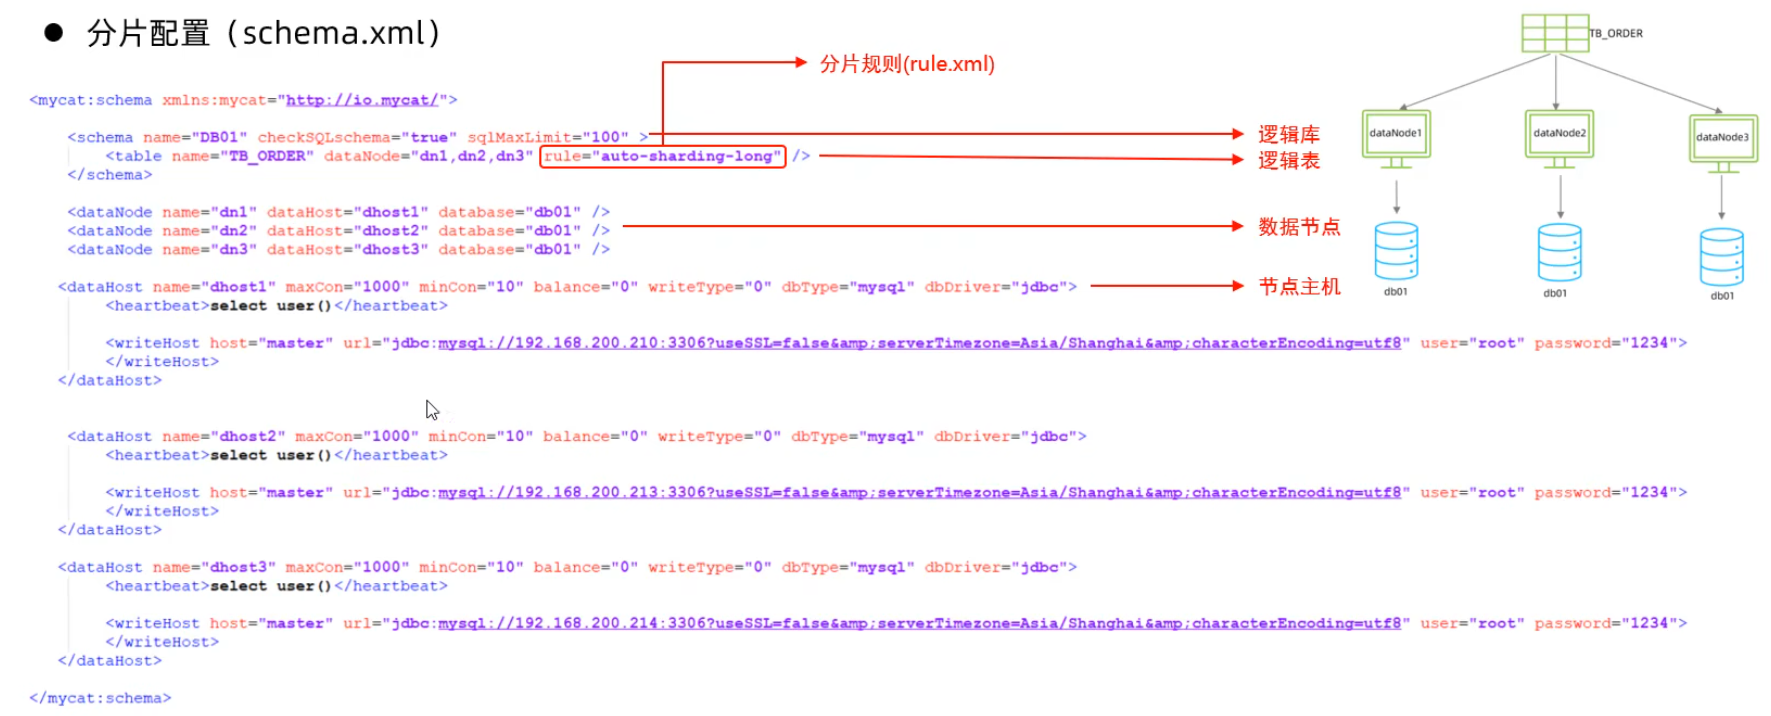 ● 分片配置（schema.xml）
分片规则(rule.xml)
<mycat:schema xmlns:mycat="http://io.mycat/">
<schema name="DB01" checkSQLschema="true" sqlMaxLimit="100" >
逻辑库
<table name="TB_ORDER" dataNode="dn1,dn2,dn3" rule="auto-sharding-long" />
逻辑表
</schema>
<dataNode name="dn1" dataHost="dhost1" database="db01" />
<dataNode name="dn2" dataHost="dhost2" database="db01" />
数据节点
<dataNode name="dn3" dataHost="dhost3" database="db01" />
<dataHost name="dhost1" maxCon="1000" minCon="10" balance="0" writeType="0" dbType="mysql" dbDriver="jdbc">
节点主机
<heartbeat>select user()</heartbeat>
<writeHost host="master" url="jdbc:mysql://192.168.200.210:3306?useSSL=false&amp;serverTimezone=Asia/Shanghai&amp;characterEncoding=utf8" user="root" password="1234">
</writeHost>
</dataHost>
<dataHost name="dhost2" maxCon="1000" minCon="10" balance="0" writeType="0" dbType="mysql" dbDriver="jdbc">
<heartbeat>select user()</heartbeat>
<writeHost host="master" url="jdbc:mysql://192.168.200.213:3306?useSSL=false&amp;serverTimezone=Asia/Shanghai&amp;characterEncoding=utf8" user="root" password="1234">
</writeHost>
</dataHost>
<dataHost name="dhost3" maxCon="1000" minCon="10" balance="0" writeType="0" dbType="mysql" dbDriver="jdbc">
<heartbeat>select user()</heartbeat>
<writeHost host="master" url="jdbc:mysql://192.168.200.214:3306?useSSL=false&amp;serverTimezone=Asia/Shanghai&amp;characterEncoding=utf8" user="root" password="1234">
</writeHost>
</dataHost>
</mycat:schema>
TB_ORDER
dataNode1
dataNode2
dataNode3
db01
db01
db01